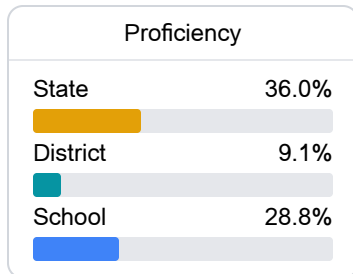 Proficiency
State 36.0%
District 9.1%
School 28.8%